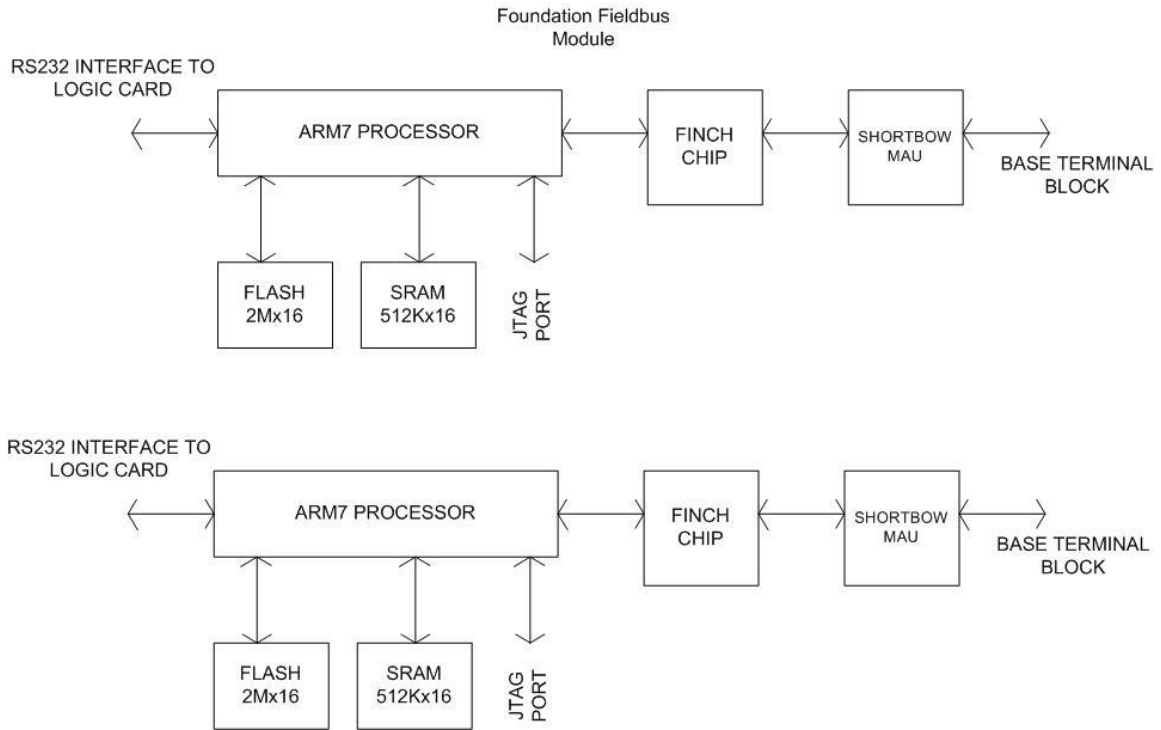 Foundation Fieldbus
Module
RS232 INTERFACE TO
LOGIC CARD
ARM7 PROCESSOR
FINCH
CHIP
SHORTBOW
MAU
BASE TERMINAL
BLOCK
FLASH
2Mx16
SRAM
512Kx16
JTAG
PORT
RS232 INTERFACE TO
LOGIC CARD
ARM7 PROCESSOR
FINCH
CHIP
SHORTBOW
MAU
BASE TERMINAL
BLOCK
FLASH
2Mx16
SRAM
512Kx16
JTAG
PORT